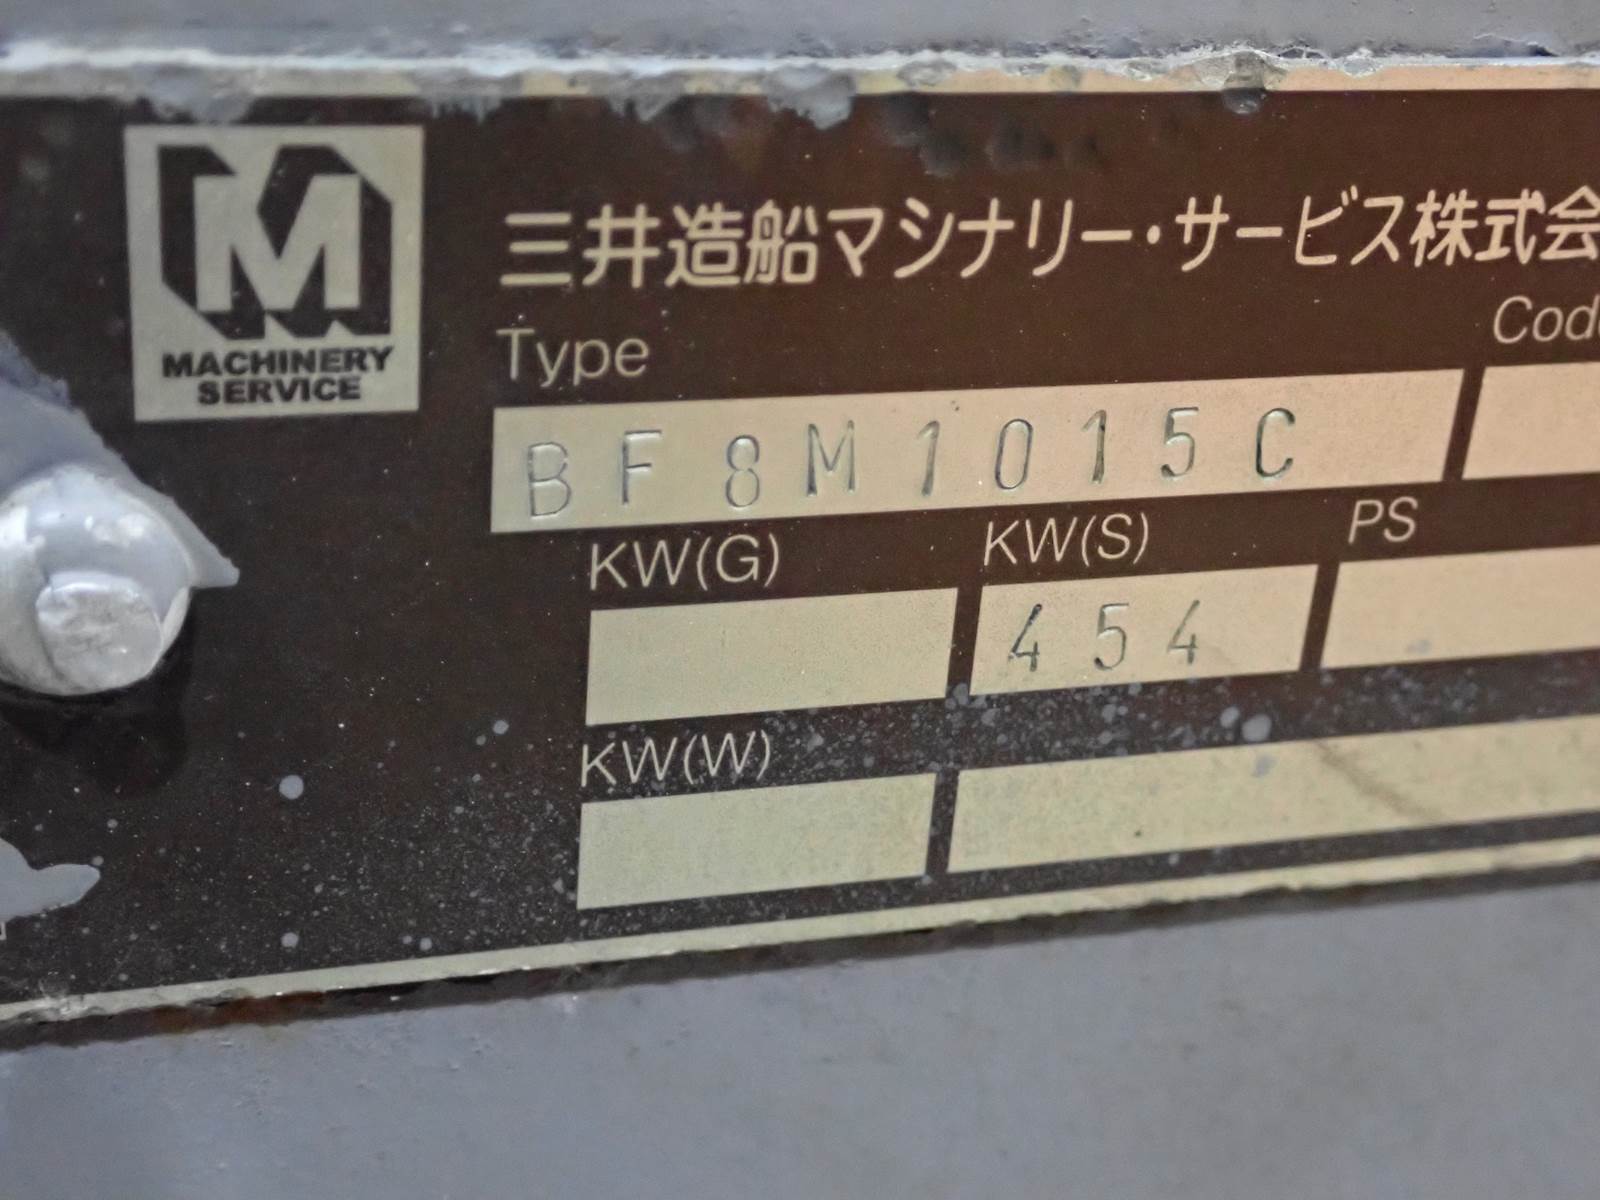 M
MACHINERY
SERVICE
三井造船マシナリー・サービス株式会
Type
Code
BF8M1015C
KW(G)
KW(S)
PS
454
KW(W)